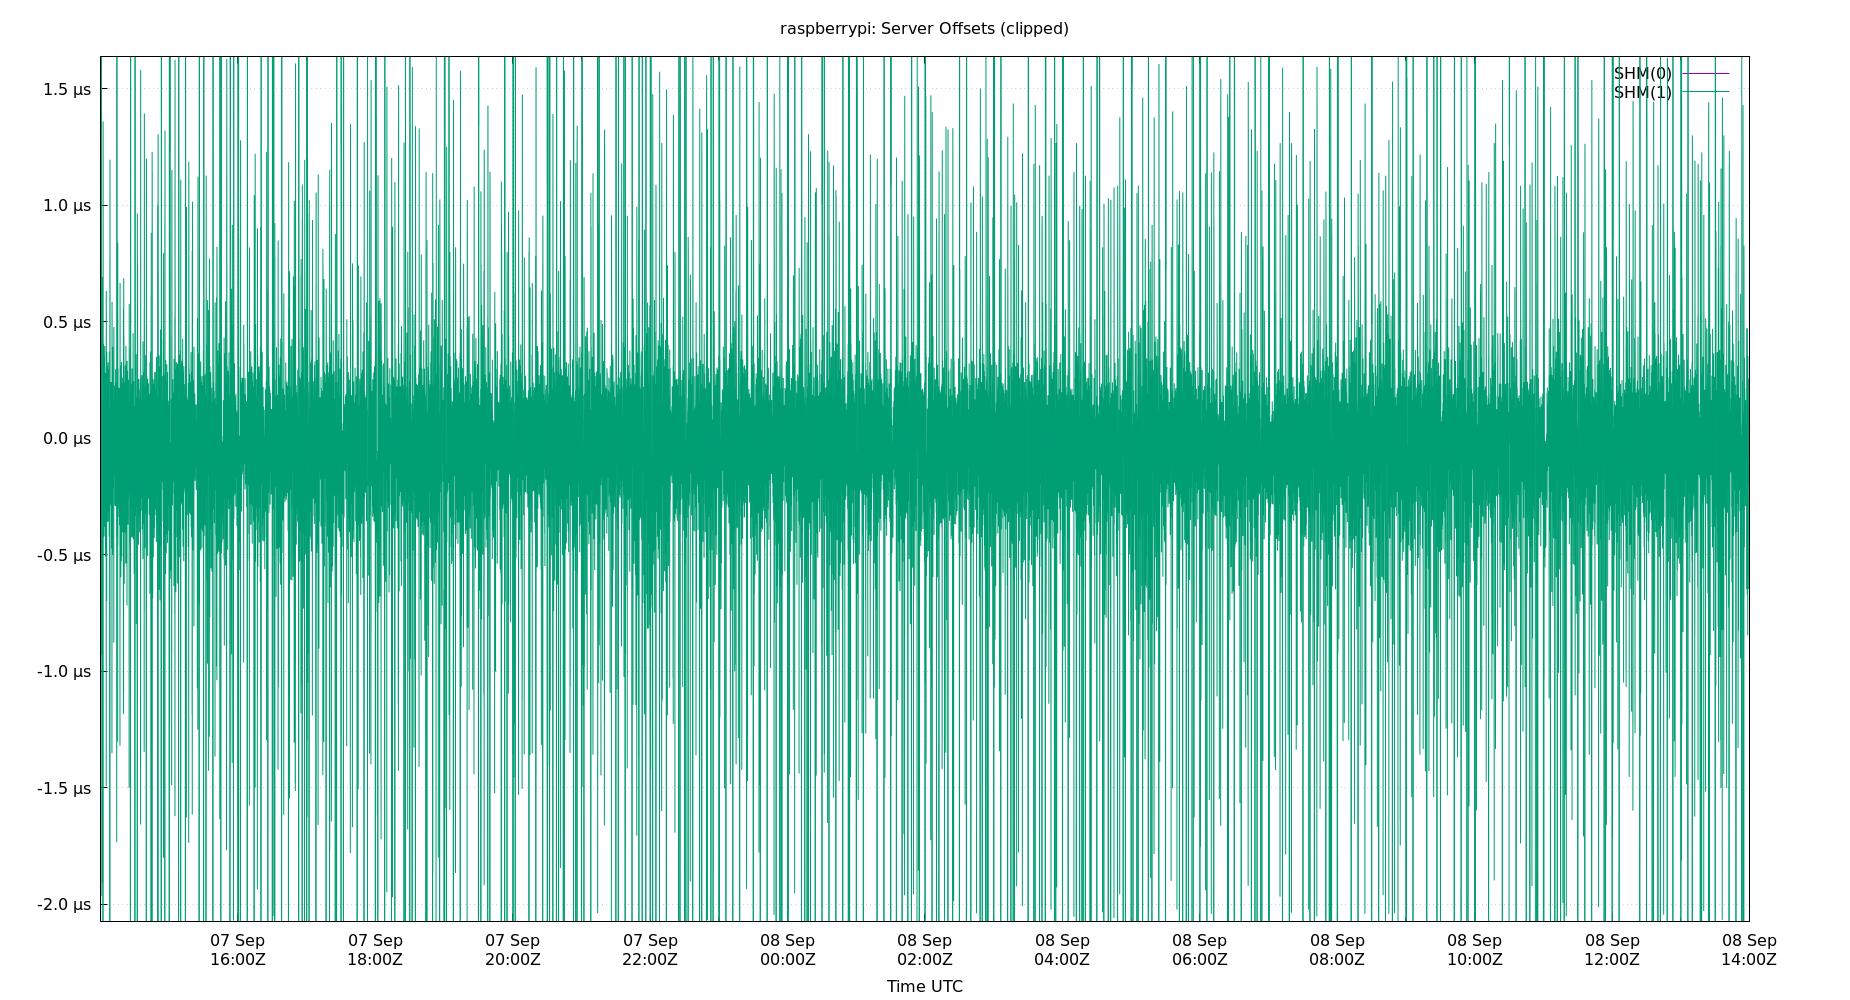 raspberrypi: Server Offsets (clipped)
SHM(0)
SHM(1)
1.5 µs
1.0 µs
0.5 µs
0.0 µs
-0.5 µs
-1.0 µs
-1.5 µs
-2.0 µs
07 Sep 07 Sep 07 Sep 07 Sep 08 Sep 08 Sep 08 Sep 08 Sep 08 Sep 08 Sep 08 Sep 08 Sep
16:00Z 18:00Z 20:00Z 22:00Z 00:00Z 02:00Z 04:00Z 06:00Z 08:00Z 10:00Z 12:00Z 14:00Z
Time UTC